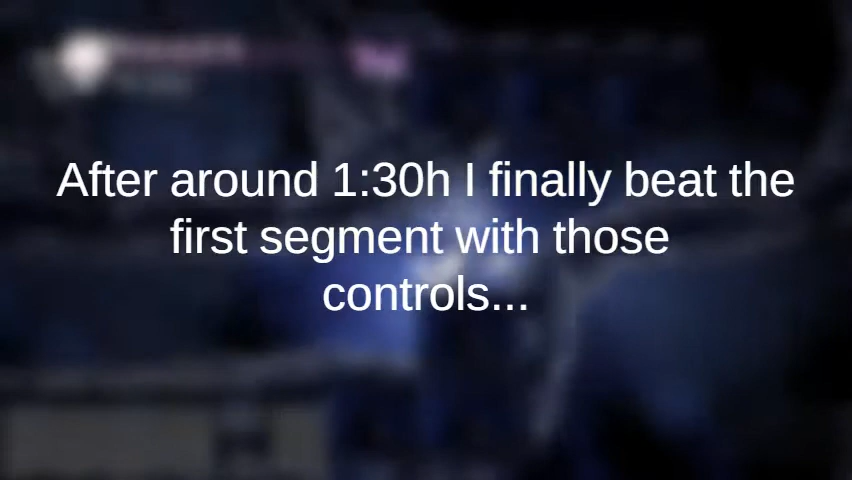 After around 1:30h I finally beat the
first segment with those
controls...